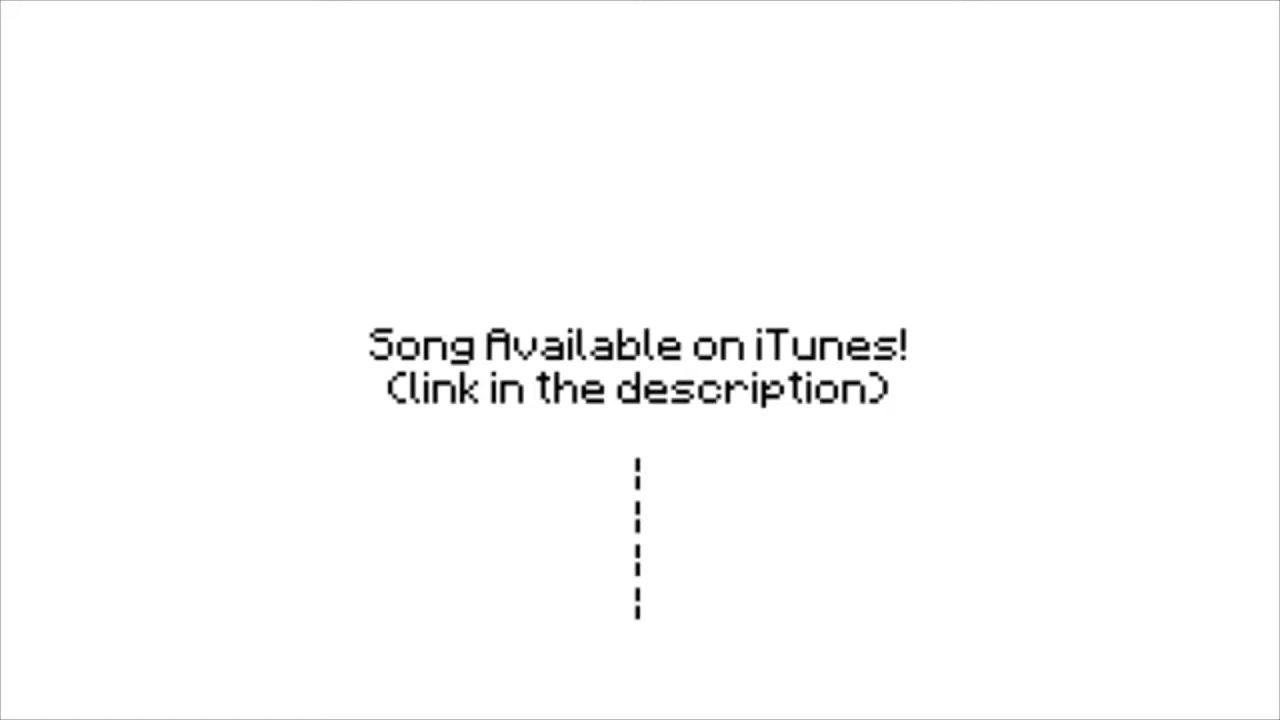 Song Available on iTunes!
(link in the description)
¦
¦
¦
¦